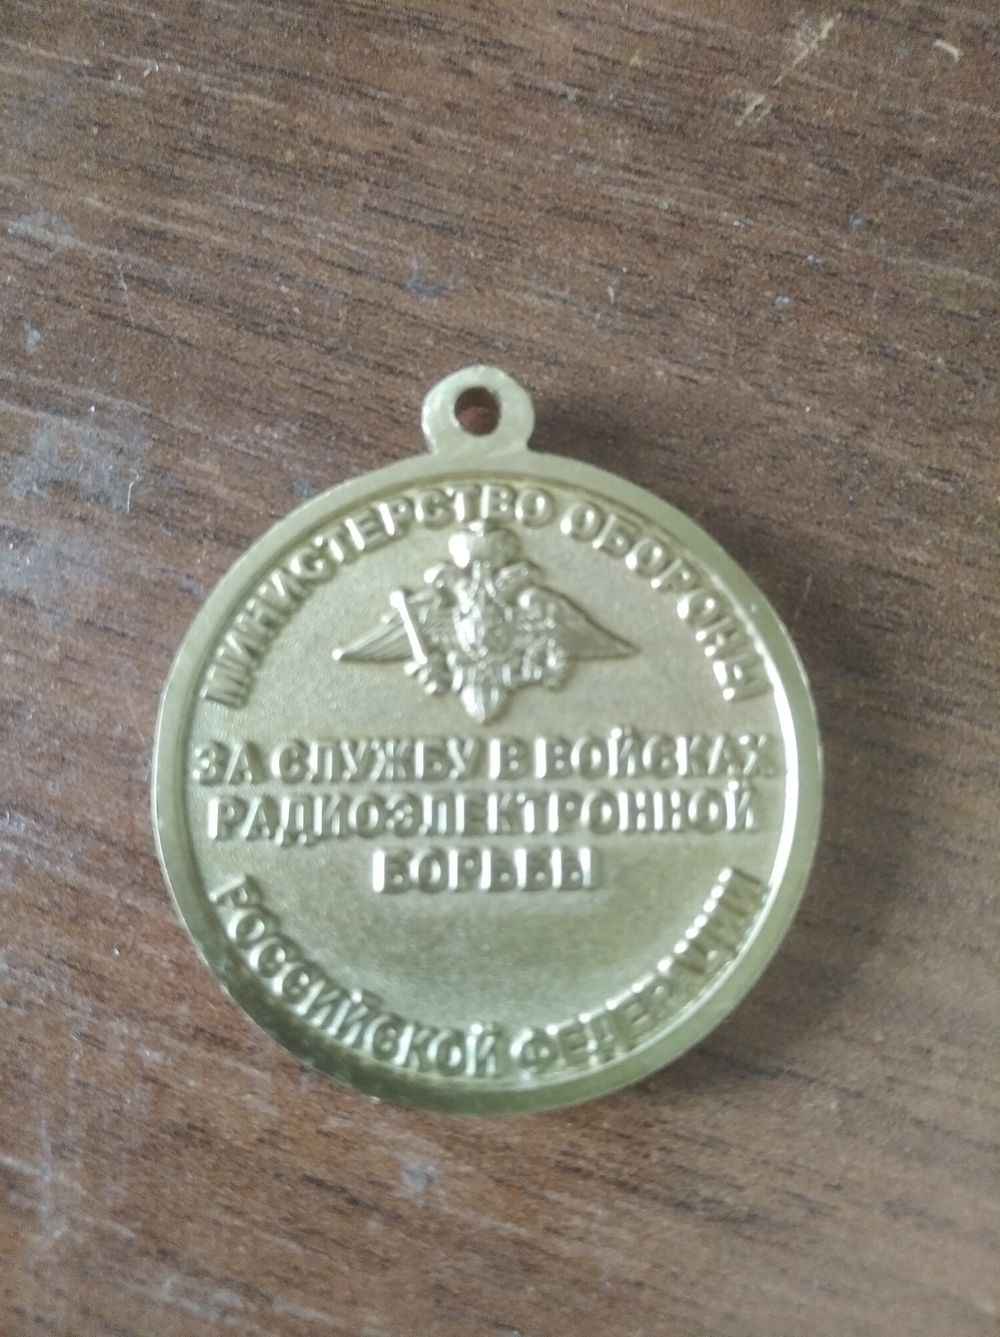 МИНИСТЕРСТВО ОБОРОНЫ
ЗА СЛУЖБУ В ВОЙСКАХ
РАДИОЭЛЕКТРОННОЙ
БОРЬБЫ
РОССИЙСКОЙ ФЕДЕРАЦИИ